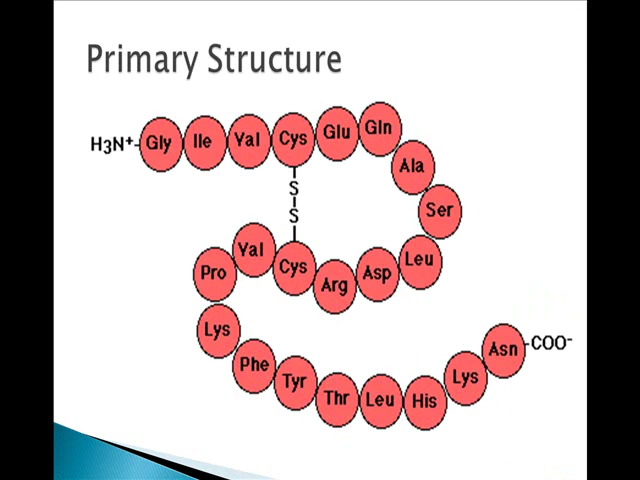 Primary Structure
H3N+-Gly Ile Val Cys Glu Gln
Ala
Ser
S
S
Leu
Asp
Arg
Cys
Val
Pro
Lys
Phe
Tyr
Thr
Leu
His
Lys
Asn-COO-